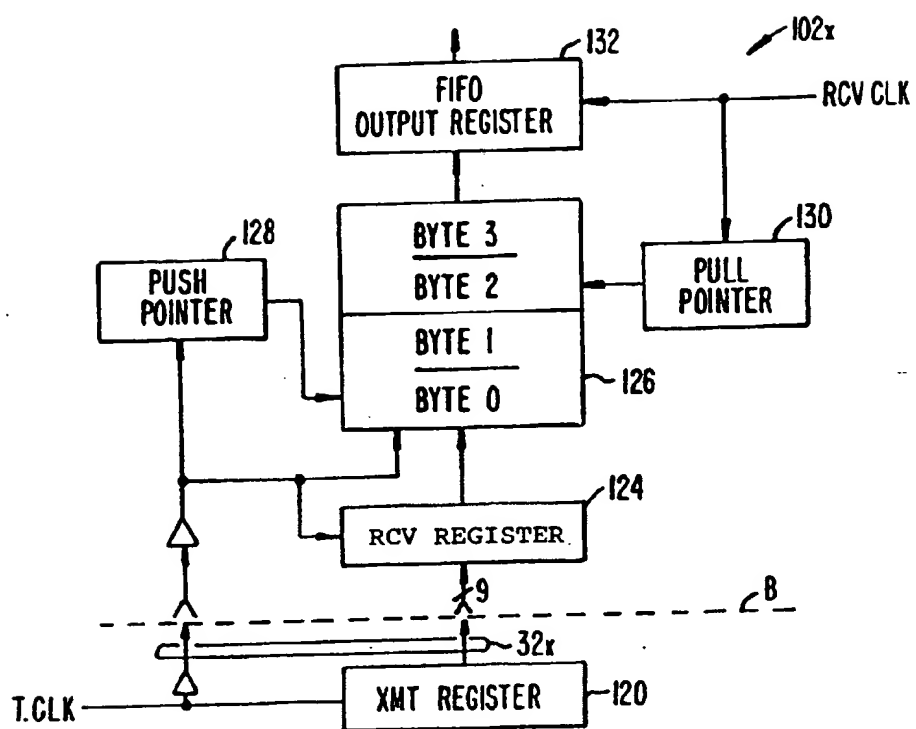 132
102x
FIFO
OUTPUT REGISTER
RCV CLK
128
130
PUSH
POINTER
BYTE 3
BYTE 2
PULL
POINTER
BYTE 1
BYTE 0
126
124
RCV REGISTER
9
B
32x
T.CLK
XMT REGISTER
120